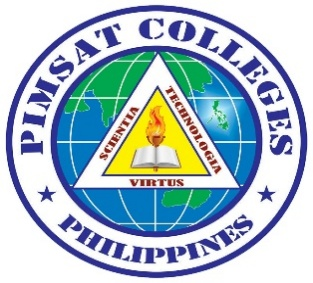 PIMSAT COLLEGES
SCIENTIA
TECHNOLOGIA
VIRTUS
PHILIPPINES